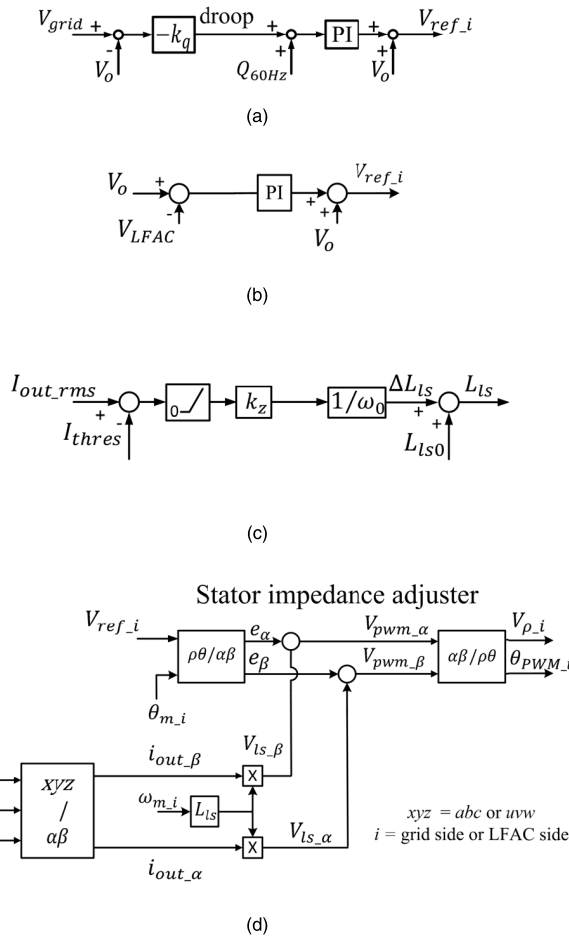 V_grid + - V_o -k_q droop + + Q_60Hz PI + + V_o V_ref_i
(a)
V_o + - V_LFAC PI + + V_o V_ref_i
(b)
I_out_rms + - I_thres 0 k_z 1/ω_0 ΔL_ls + + L_ls0 L_ls
(c)
Stator impedance adjuster
V_ref_i e_α V_pwm_α V_ρ_i
ρθ/αβ e_β V_pwm_β αβ/ρθ θ_PWM_i
θ_m_i
i_out_β V_ls_β
xyz
/
αβ
X
ω_m_i L_ls
X V_ls_α
i_out_α
xyz = abc or uvw
i = grid side or LFAC side
(d)